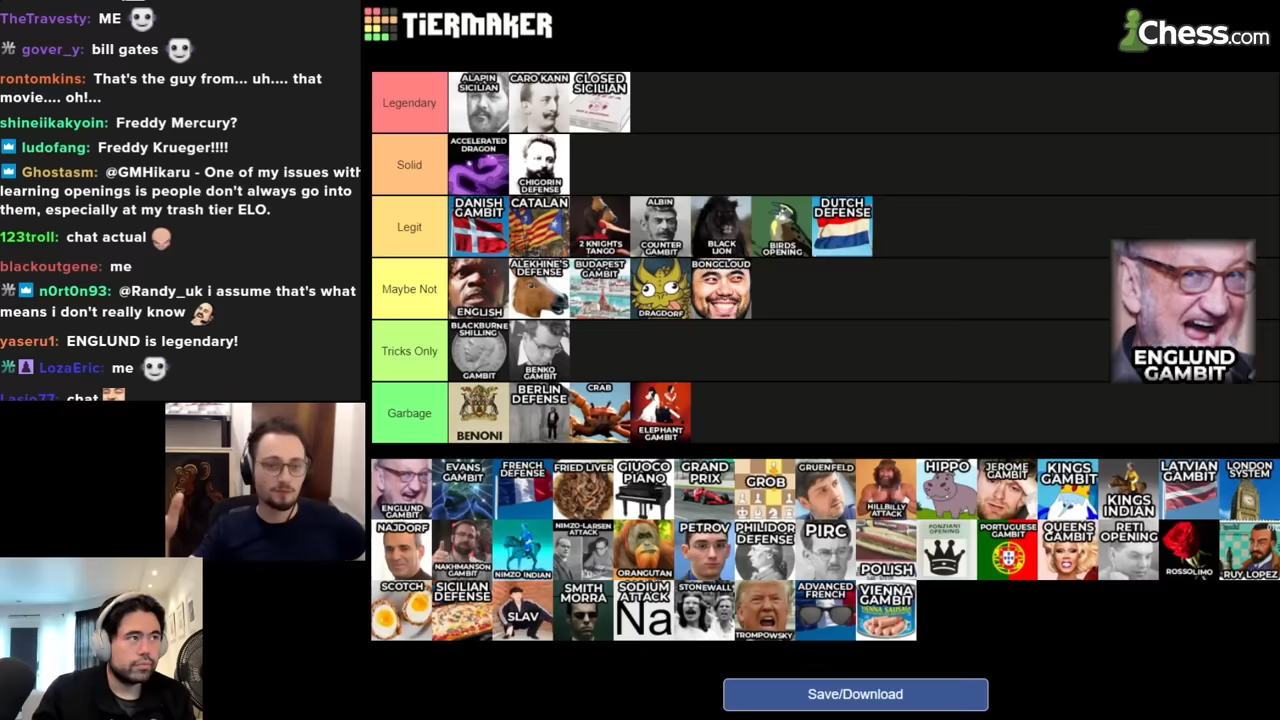 TheTravesty: ME
光 gover_y: bill gates
rontomkins: That's the guy from... uh.... that
movie.... oh!...
shineiikakyoin: Freddy Mercury?
ludofang: Freddy Krueger!!!!
Ghostasm: @GMHikaru - One of my issues with
learning openings is people don't always go into
them, especially at my trash tier ELO.
123troll: chat actual
blackoutgene: me
光 n0rt0n93: @Randy_uk i assume that's what
means i don't really know
yaseru1: ENGLUND is legendary!
光 LozaEric: me
Lasio77: chat
TiERMAKER
Chess.com
Legendary
ALAPIN
SICILIAN
CARO KANN
CLOSED
SICILIAN
Solid
ACCELERATED
DRAGON
CHIGORIN
DEFENSE
Legit
DANISH
GAMBIT
CATALAN
2 KNIGHTS
TANGO
ALBIN
COUNTER
GAMBIT
BLACK
LION
BIRDS
OPENING
DUTCH
DEFENSE
Maybe Not
ENGLISH
ALEKHINE'S
DEFENSE
BUDAPEST
GAMBIT
DRAGDORF
BONGCLOUD
Tricks Only
BLACKBURNE
SHILLING
GAMBIT
BENKO
GAMBIT
Garbage
BENONI
BERLIN
DEFENSE
CRAB
ELEPHANT
GAMBIT
ENGLUND
GAMBIT
ENGLUND
GAMBIT
EVANS
GAMBIT
FRENCH
DEFENSE
FRIED LIVER
GIUOCO
PIANO
GRAND
PRIX
GROB
GRUENFELD
HILLBILLY
ATTACK
HIPPO
JEROME
GAMBIT
KINGS
GAMBIT
KINGS
INDIAN
LATVIAN
GAMBIT
LONDON
SYSTEM
NAJDORF
NAKHMANSON
GAMBIT
NIMZO INDIAN
NIMZO-LARSEN
ATTACK
ORANGUTAN
PETROV
PHILIDOR
DEFENSE
PIRC
POLISH
PONZIANI
OPENING
PORTUGUESE
GAMBIT
QUEENS
GAMBIT
RETI
OPENING
ROSSOLIMO
RUY LOPEZ
SCOTCH
SICILIAN
DEFENSE
SLAV
SMITH
MORRA
SODIUM
ATTACK
Na
STONEWALL
TROMPOWSKY
ADVANCED
FRENCH
VIENNA
GAMBIT
VIENNA SAUSAGE
Save/Download